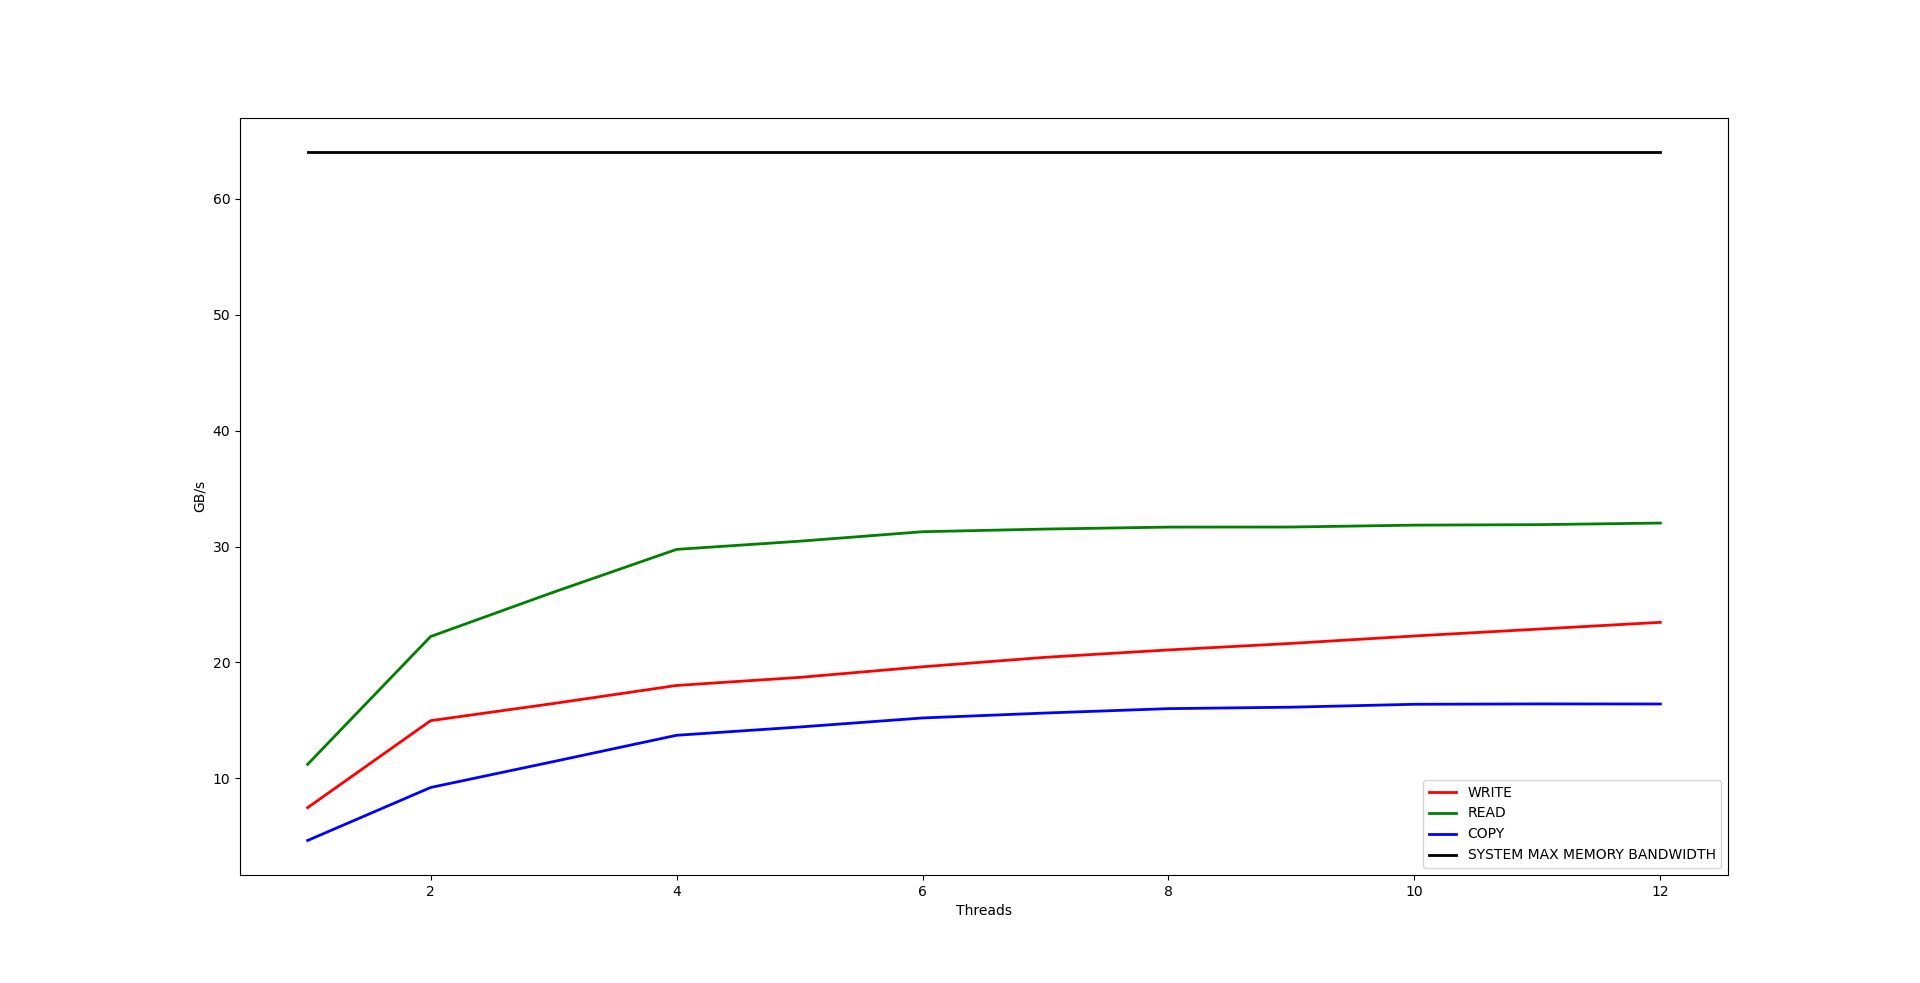 60
50
40
30
20
10
GB/s
2 4 6 8 10 12
Threads
WRITE
READ
COPY
SYSTEM MAX MEMORY BANDWIDTH